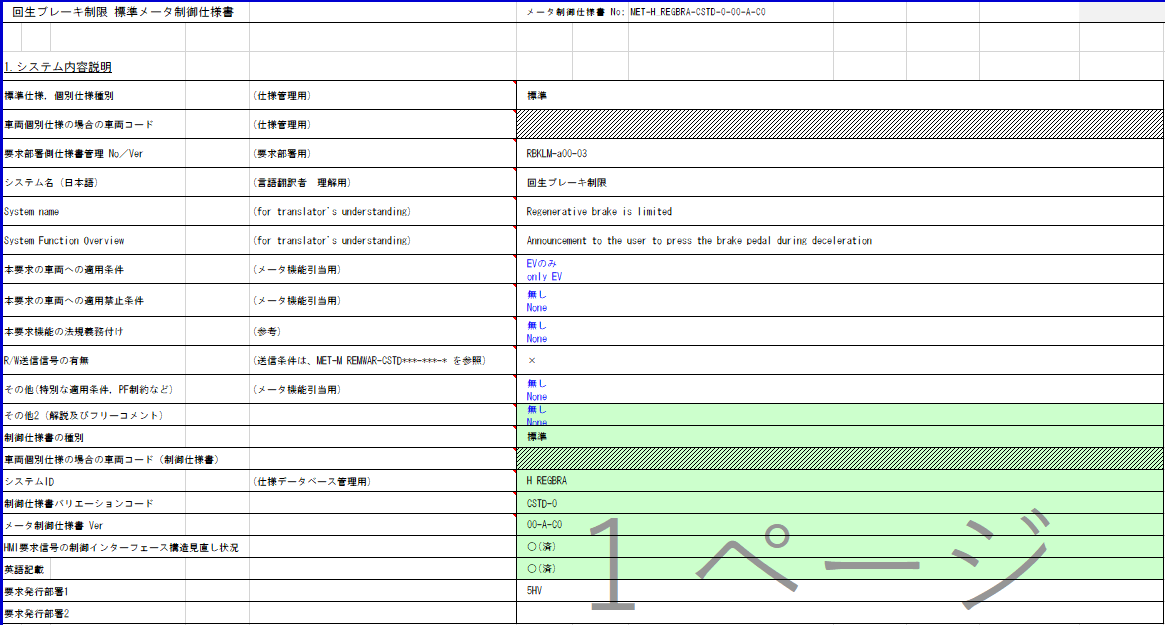 回生ブレーキ制限 標準メータ制御仕様書 メータ制御仕様書 No: MET-H_REGBRA-CSTD-0-00-A-C0
1. システム内容説明
標準仕様, 個別仕様種別 (仕様管理用) 標準
車両個別仕様の場合の車両コード (仕様管理用)
要求部署側仕様書管理 No／Ver (要求部署用) RBKLM-a00-03
システム名 (日本語) (言語翻訳者 理解用) 回生ブレーキ制限
System name (for translator's understanding) Regenerative brake is limited
System Function Overview (for translator's understanding) Announcement to the user to press the brake pedal during deceleration
本要求の車両への適用条件 (メータ機能引当用) EVのみ
only EV
本要求の車両への適用禁止条件 (メータ機能引当用) 無し
None
本要求機能の法規義務付け (参考) 無し
None
R/W送信信号の有無 (送信条件は、MET-M_REMWAR-CSTD***-***-* を参照) ×
その他(特別な適用条件, PF制約など) (メータ機能引当用) 無し
None
その他2 (解説及びフリーコメント) 無し
None
制御仕様書の種別 標準
車両個別仕様の場合の車両コード (制御仕様書)
システムID (仕様データベース管理用) H_REGBRA
制御仕様書バリエーションコード CSTD-0
メータ制御仕様書 Ver 00-A-C0
HMI要求信号の制御インターフェース構造見直し状況 〇(済)
英語記載 〇(済)
要求発行部署1 5HV
要求発行部署2
1 ページ